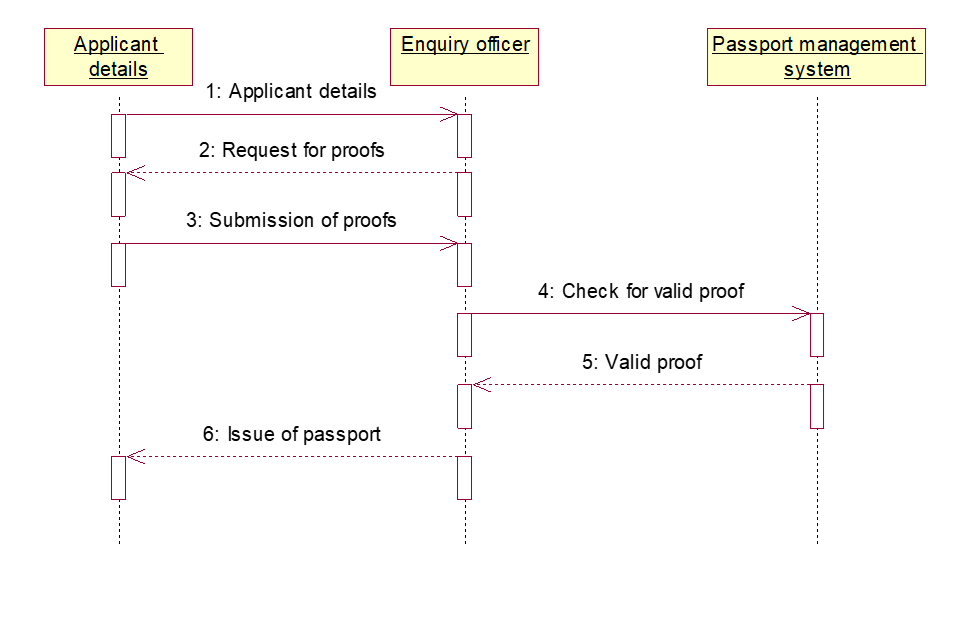 Applicant
details
Enquiry officer
Passport management
system
1: Applicant details
2: Request for proofs
3: Submission of proofs
4: Check for valid proof
5: Valid proof
6: Issue of passport